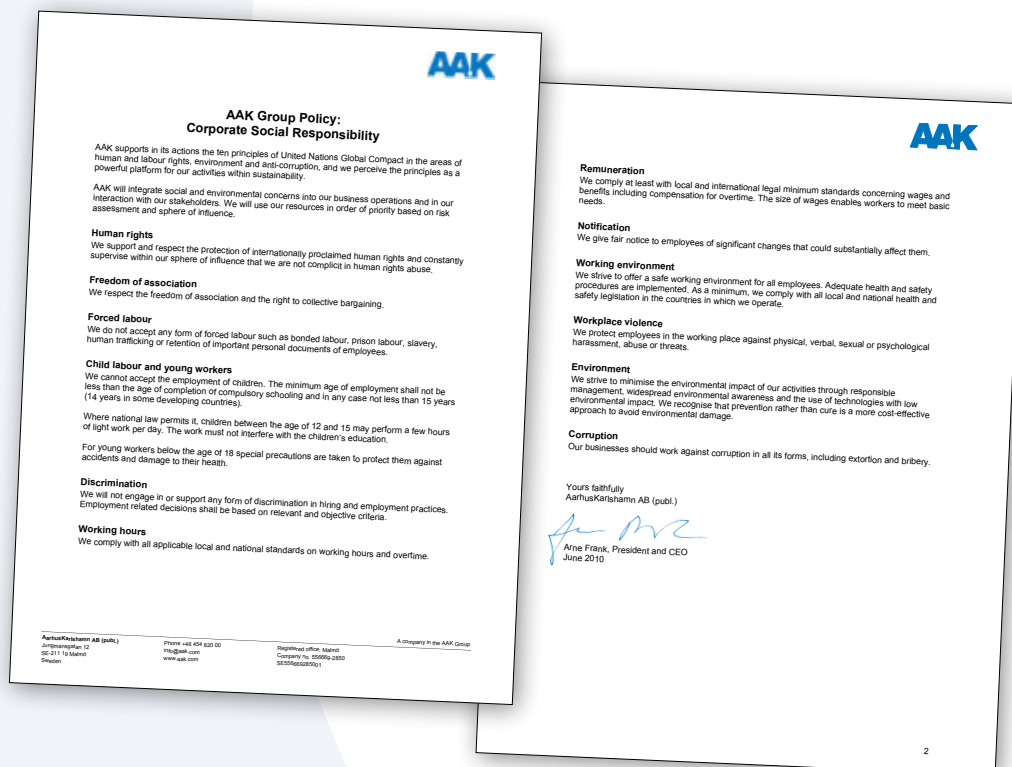 AAK
AAK Group Policy:
Corporate Social Responsibility
AAK supports in its actions the ten principles of United Nations Global Compact in the areas of
human and labour rights, environment and anti-corruption, and we perceive the principles as a
powerful platform for our activities within sustainability.
AAK will integrate social and environmental concerns into our business operations and in our
interaction with our stakeholders. We will use our resources in order of priority based on risk
assessment and sphere of influence.
Human rights
We support and respect the protection of internationally proclaimed human rights and constantly
supervise within our sphere of influence that we are not complicit in human rights abuse.
Freedom of association
We respect the freedom of association and the right to collective bargaining.
Forced labour
We do not accept any form of forced labour such as bonded labour, prison labour, slavery,
human trafficking or retention of important personal documents of employees.
Child labour and young workers
We cannot accept the employment of children. The minimum age of employment shall not be
less than the age of completion of compulsory schooling and in any case not less than 15 years
(14 years in some developing countries).
Where national law permits it, children between the age of 12 and 15 may perform a few hours
of light work per day. The work must not interfere with the children's education.
For young workers below the age of 18 special precautions are taken to protect them against
accidents and damage to their health.
Discrimination
We will not engage in or support any form of discrimination in hiring and employment practices.
Employment related decisions shall be based on relevant and objective criteria.
Working hours
We comply with all applicable local and national standards on working hours and overtime.
A company in the AAK Group
AarhusKarlshamn AB (publ.)
Jungmansgatan 12
SE-211 19 Malmö
Sweden
Phone +46 454 820 00
info@aak.com
www.aak.com
Registered office: Malmö
Company no. 556669-2850
SE556669285001
AAK
Remuneration
We comply at least with local and international legal minimum standards concerning wages and
benefits including compensation for overtime. The size of wages enables workers to meet basic
needs.
Notification
We give fair notice to employees of significant changes that could substantially affect them.
Working environment
We strive to offer a safe working environment for all employees. Adequate health and safety
procedures are implemented. As a minimum, we comply with all local and national health and
safety legislation in the countries in which we operate.
Workplace violence
We protect employees in the working place against physical, verbal, sexual or psychological
harassment, abuse or threats.
Environment
We strive to minimise the environmental impact of our activities through responsible
management, widespread environmental awareness and the use of technologies with low
environmental impact. We recognise that prevention rather than cure is a more cost-effective
approach to avoid environmental damage.
Corruption
Our businesses should work against corruption in all its forms, including extortion and bribery.
Yours faithfully
AarhusKarlshamn AB (publ.)
Arne Frank, President and CEO
June 2010
2